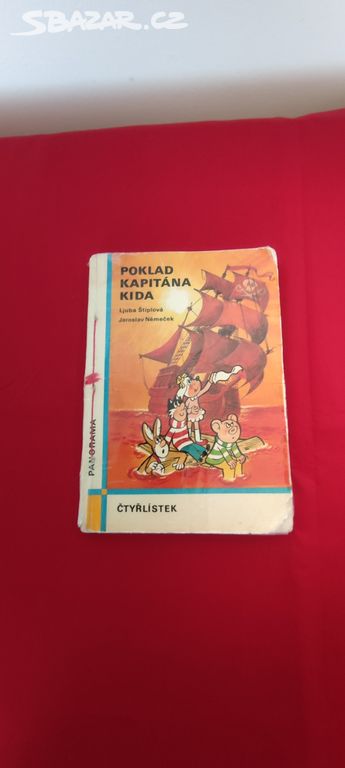 SBAZAR.CZ
POKLAD
KAPITÁNA
KIDA
Ljuba Štíplová
Jaroslav Němeček
PANORAMA
ČTYŘLÍSTEK